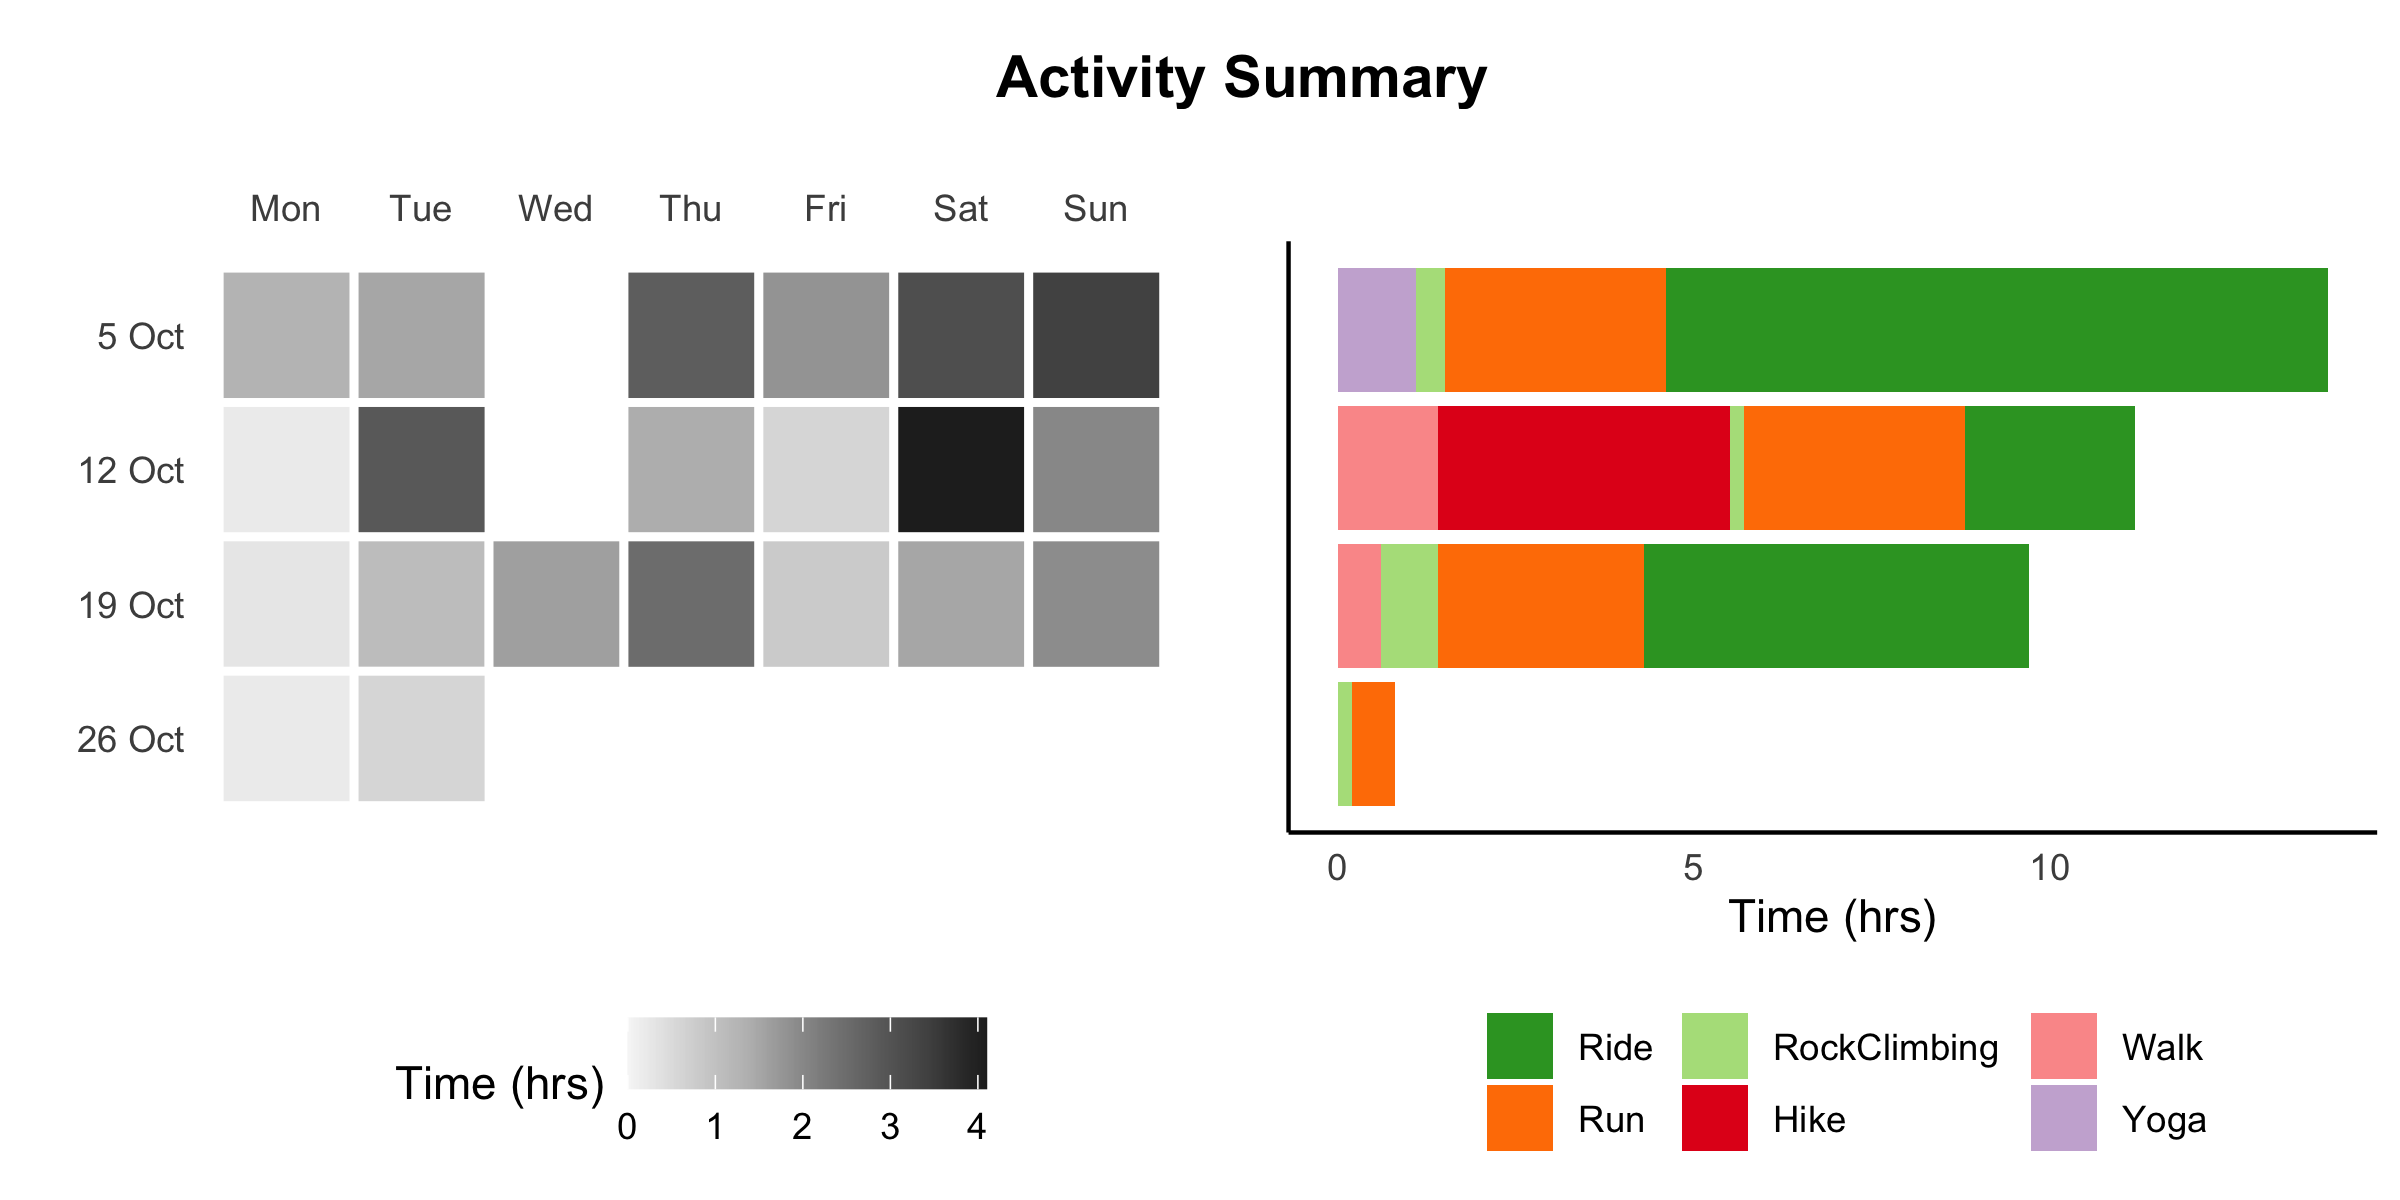 Activity Summary
Mon Tue Wed Thu Fri Sat Sun
5 Oct
12 Oct
19 Oct
26 Oct
0 5 10
Time (hrs)
Time (hrs)
0 1 2 3 4
Ride RockClimbing Walk
Run Hike Yoga